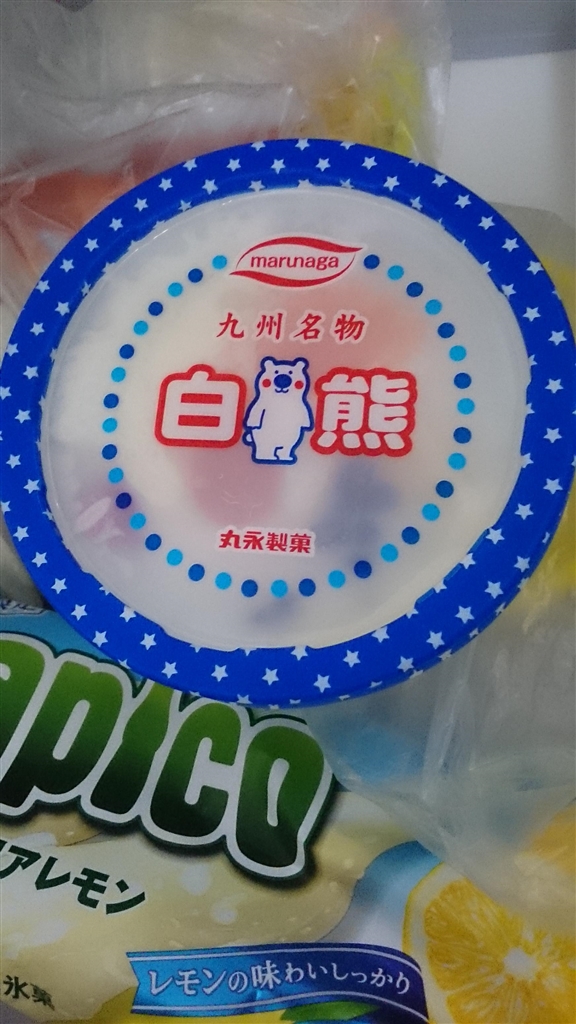 marunaga
九州名物
白熊
丸永製菓
apico
アレモン
レモンの味わいしっかり
氷菓